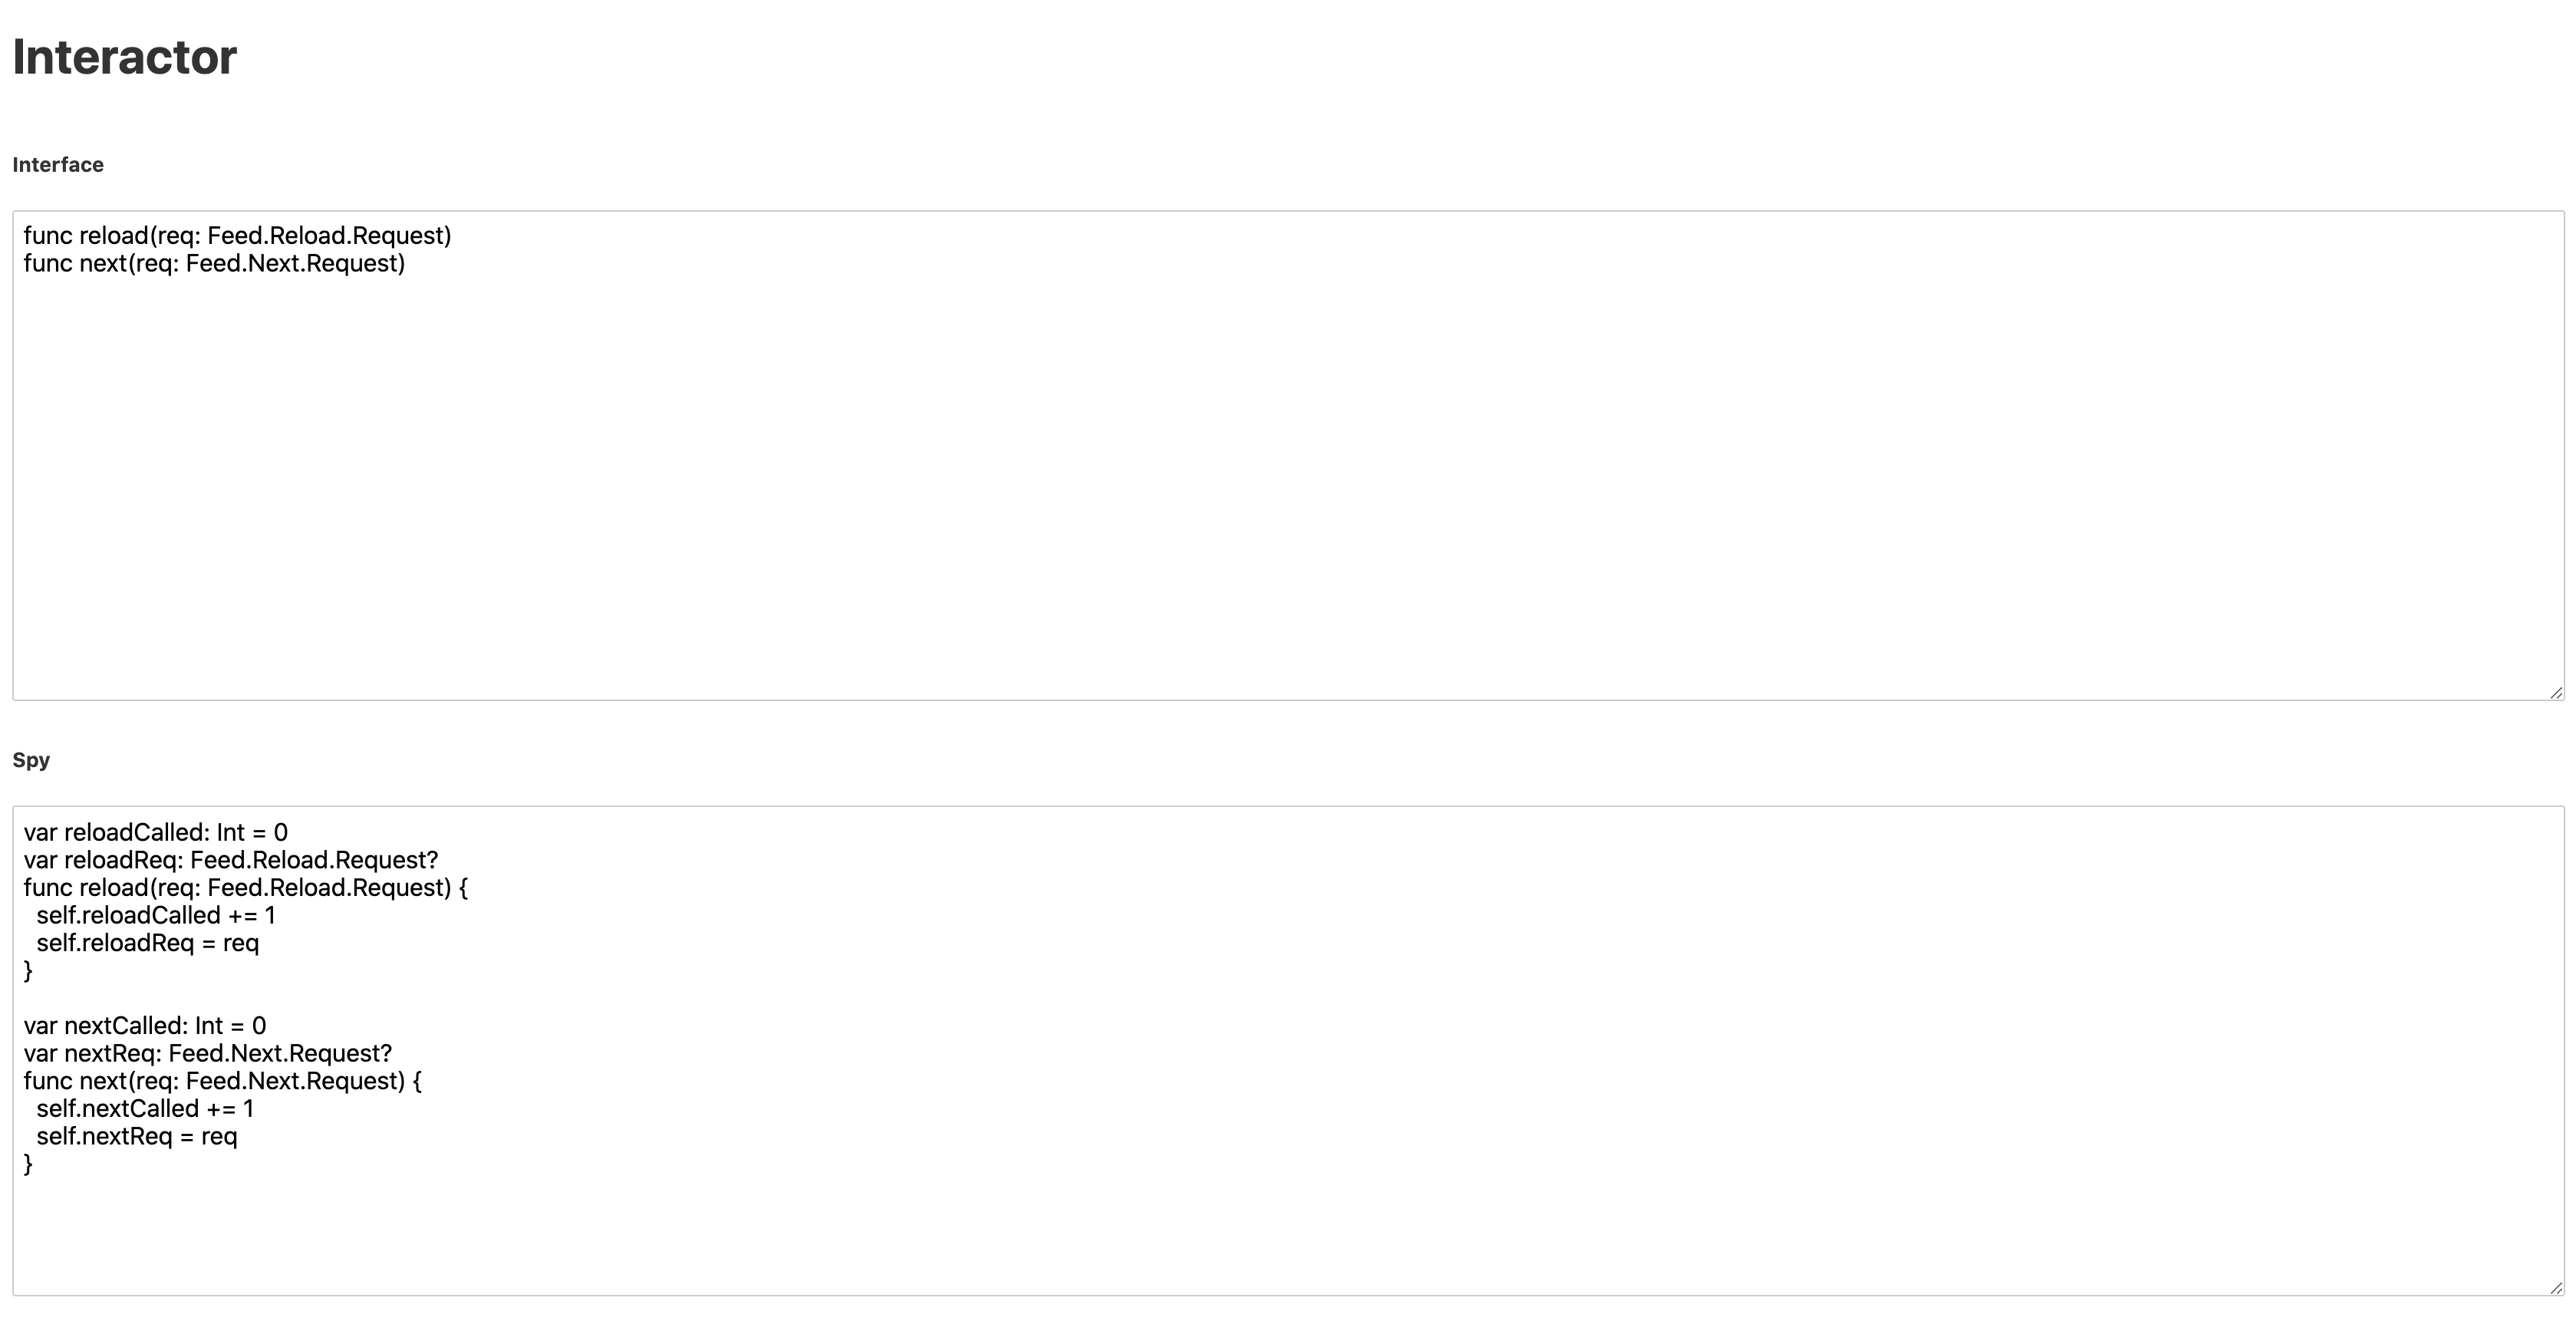 Interactor
Interface
func reload(req: Feed.Reload.Request)
func next(req: Feed.Next.Request)
Spy
var reloadCalled: Int = 0
var reloadReq: Feed.Reload.Request?
func reload(req: Feed.Reload.Request) {
  self.reloadCalled += 1
  self.reloadReq = req
}

var nextCalled: Int = 0
var nextReq: Feed.Next.Request?
func next(req: Feed.Next.Request) {
  self.nextCalled += 1
  self.nextReq = req
}